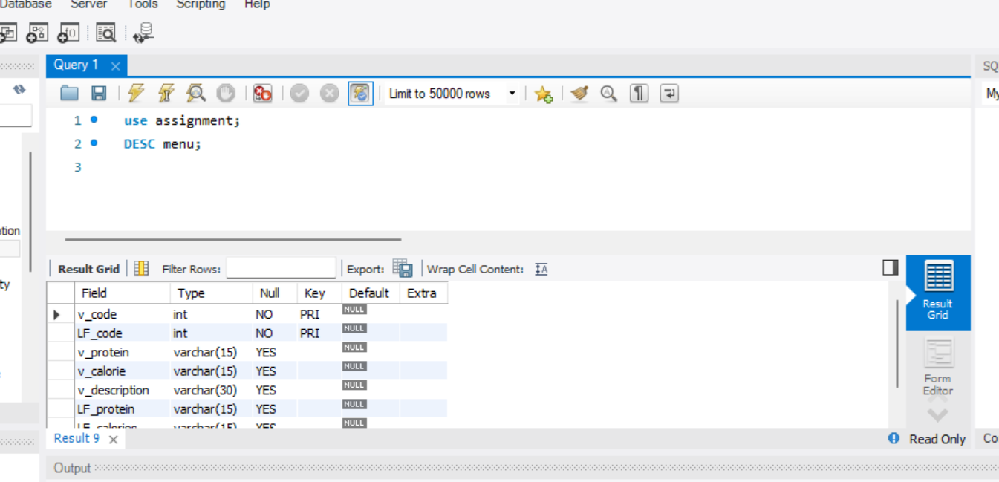 Database Server Tools Scripting Help
Query 1
Limit to 50000 rows
1 use assignment;
2 DESC menu;
3
Result Grid Filter Rows: Export: Wrap Cell Content:
Field Type Null Key Default Extra
v_code int NO PRI NULL
LF_code int NO PRI NULL
v_protein varchar(15) YES NULL
v_calorie varchar(15) YES NULL
v_description varchar(30) YES NULL
LF_protein varchar(15) YES NULL
LF_calories varchar(15) YES NULL
Result
Grid
Form
Editor
Result 9 Read Only
Output
SQ
My
tion
ty
Co